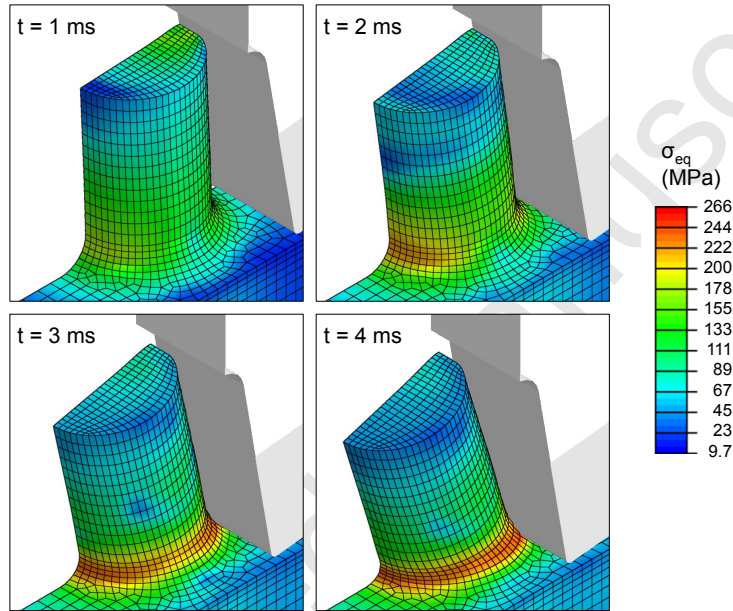 t = 1 ms
t = 2 ms
σeq
(MPa)
266
244
222
200
178
155
133
111
89
67
45
23
9.7
t = 3 ms
t = 4 ms